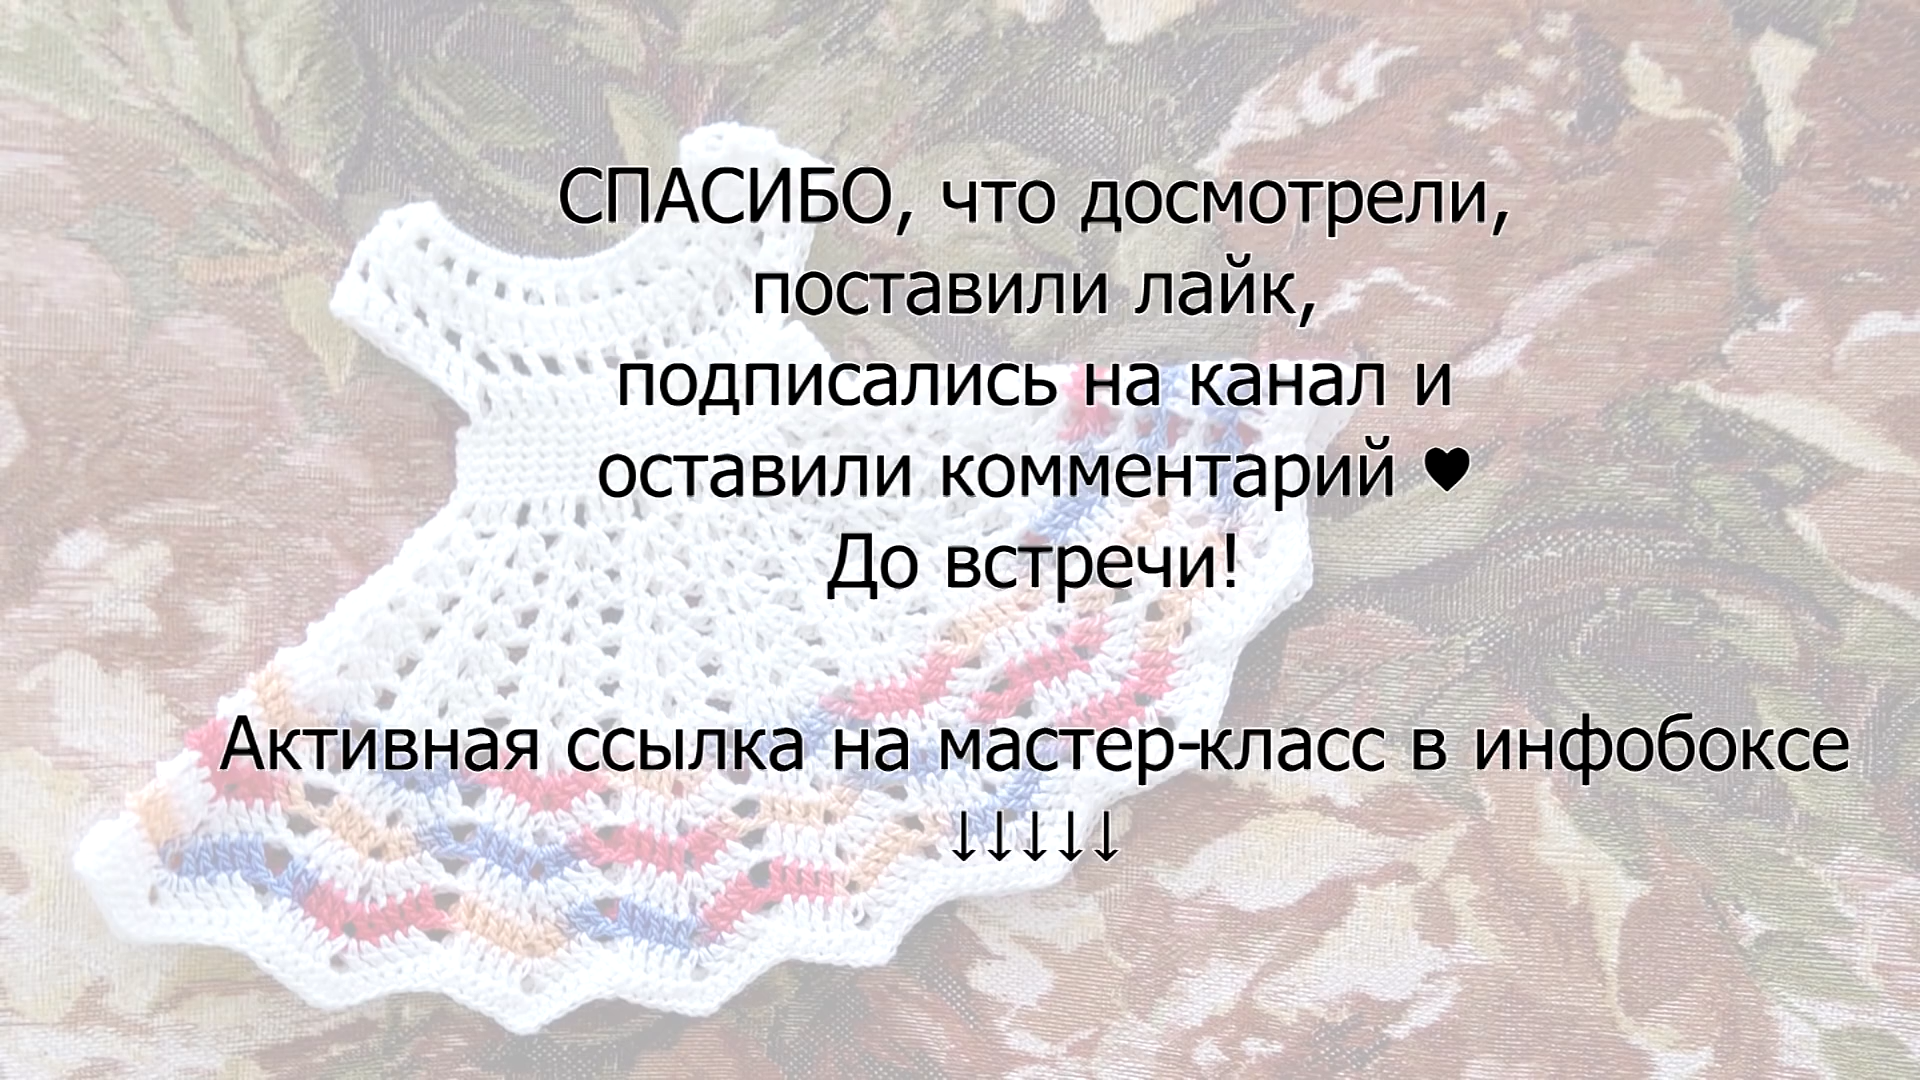 СПАСИБО, что досмотрели,
поставили лайк,
подписались на канал и
оставили комментарий ♥
До встречи!
Активная ссылка на мастер-класс в инфобоксе
↓↓↓↓↓